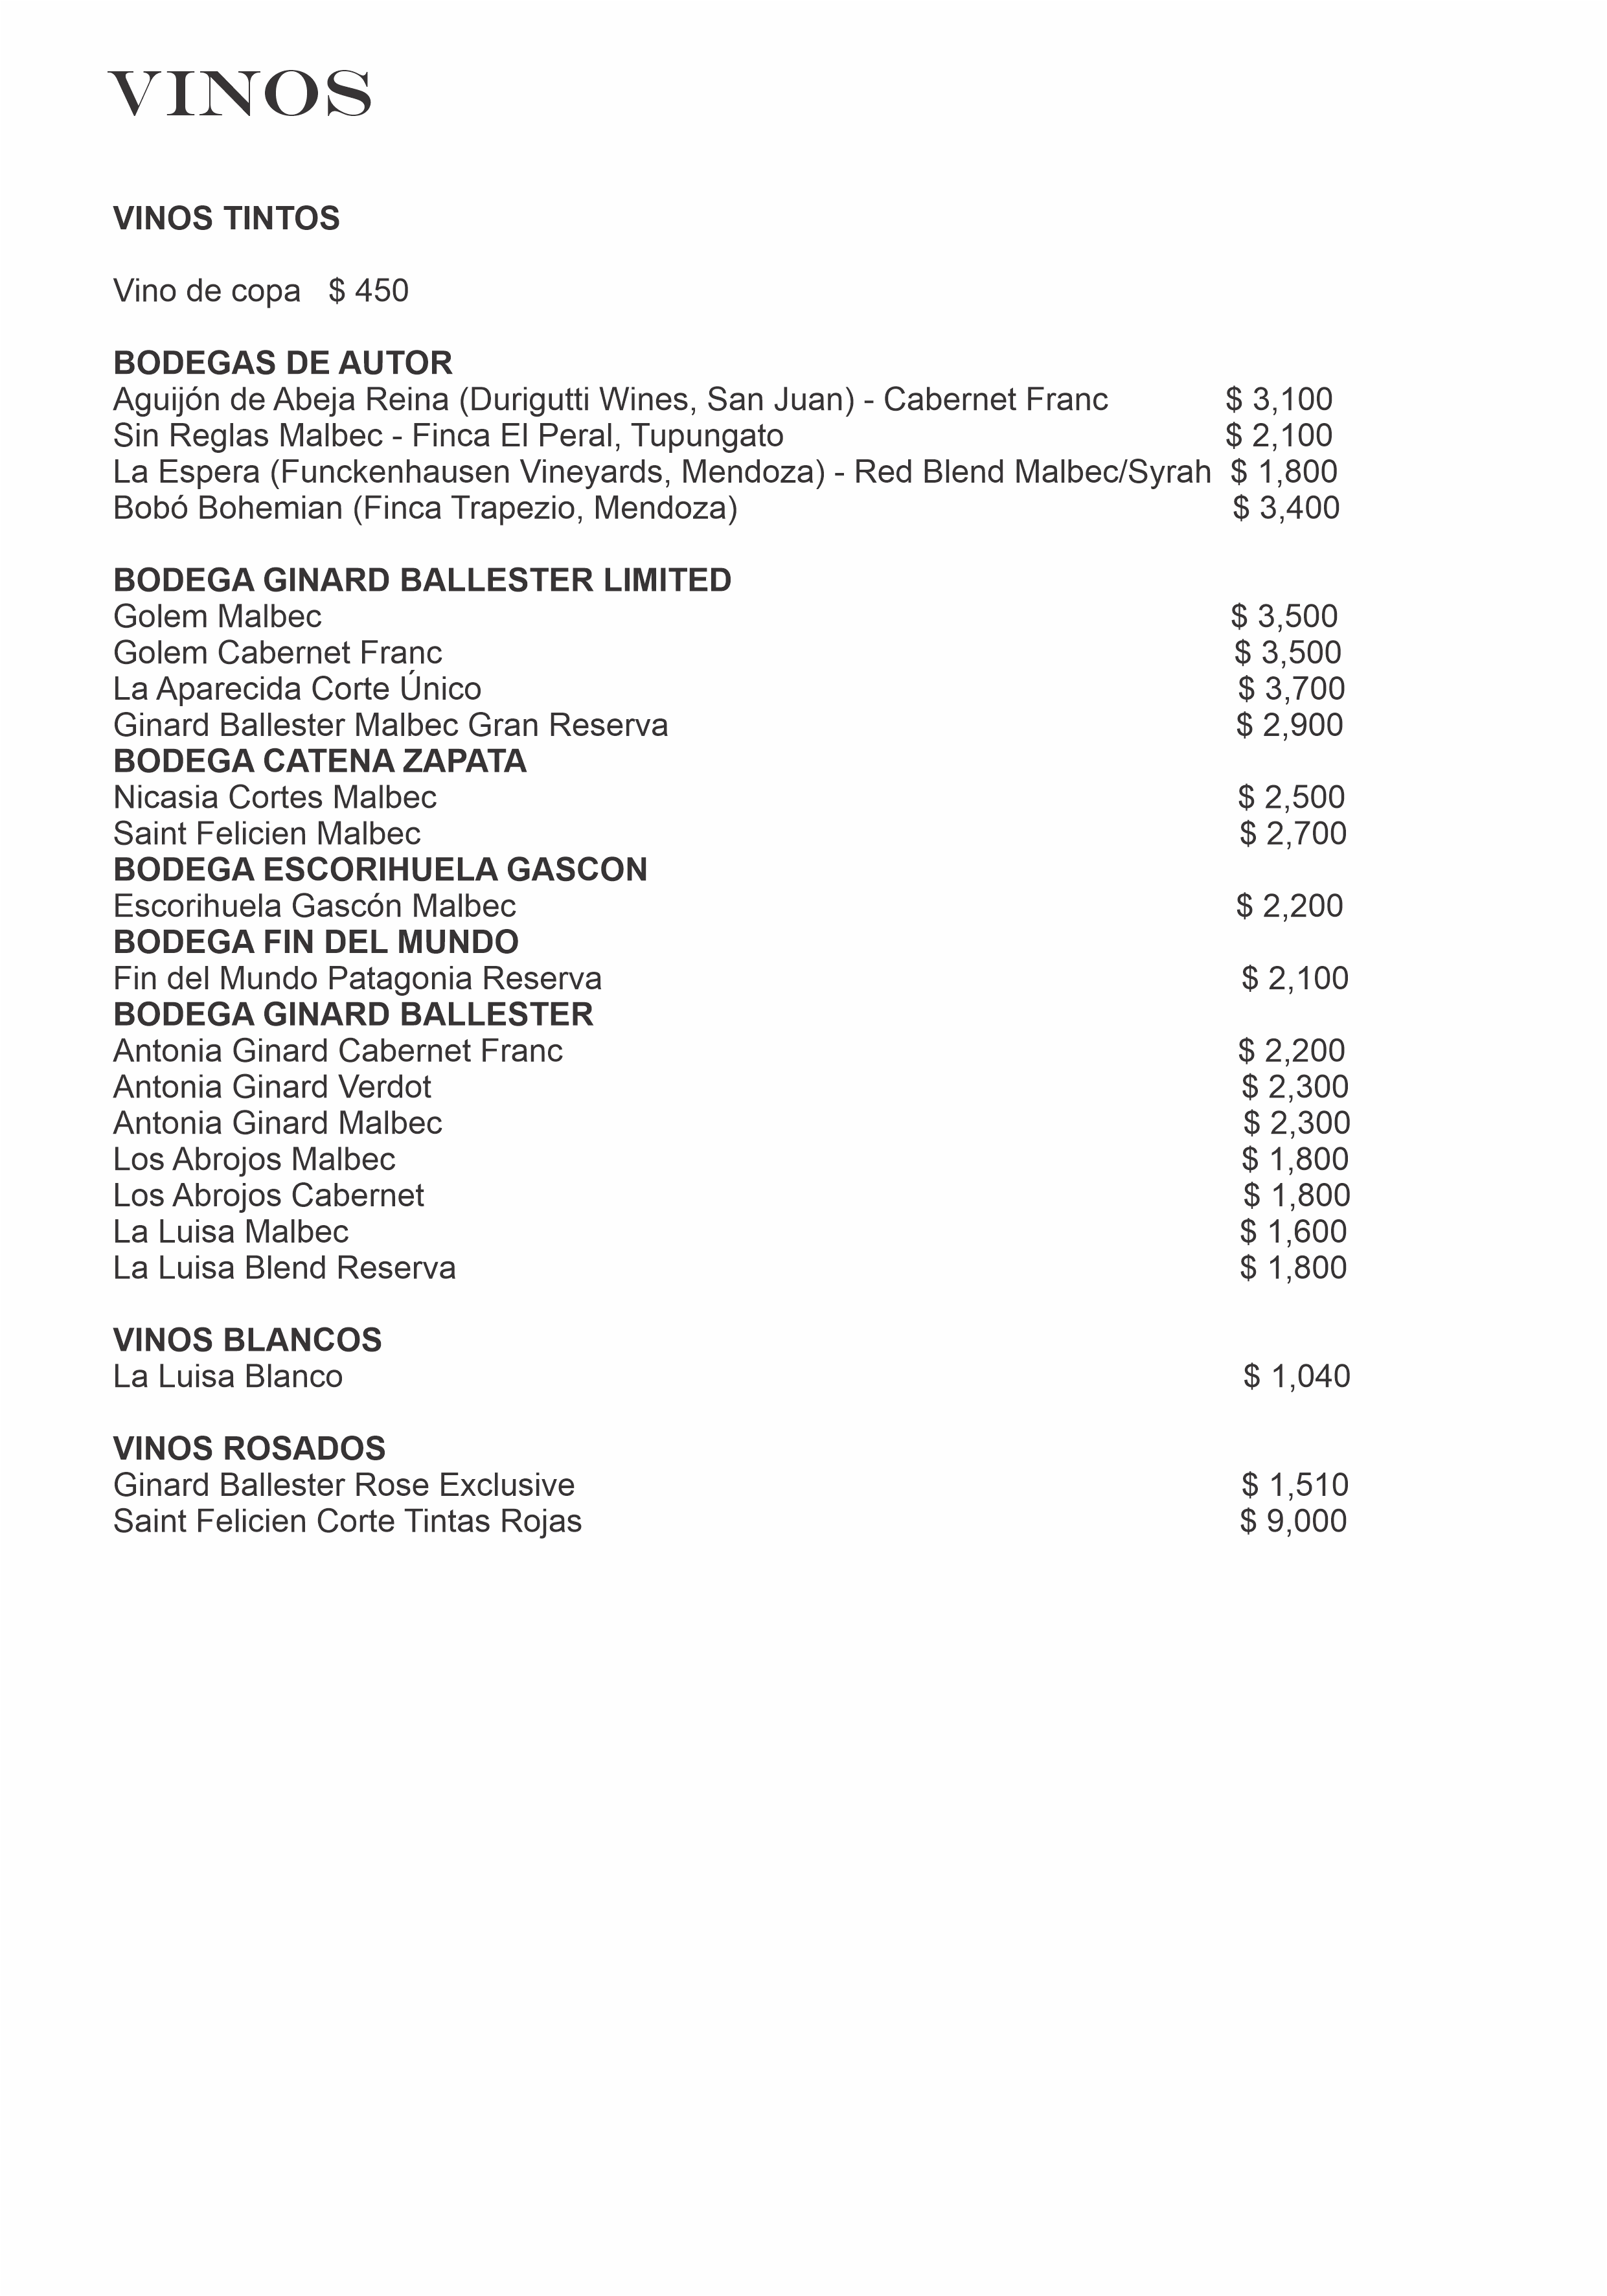 VINOS
VINOS TINTOS
Vino de copa $ 450
BODEGAS DE AUTOR
Aguijón de Abeja Reina (Durigutti Wines, San Juan) - Cabernet Franc $ 3,100
Sin Reglas Malbec - Finca El Peral, Tupungato $ 2,100
La Espera (Funckenhausen Vineyards, Mendoza) - Red Blend Malbec/Syrah $ 1,800
Bobó Bohemian (Finca Trapezio, Mendoza) $ 3,400
BODEGA GINARD BALLESTER LIMITED
Golem Malbec $ 3,500
Golem Cabernet Franc $ 3,500
La Aparecida Corte Único $ 3,700
Ginard Ballester Malbec Gran Reserva $ 2,900
BODEGA CATENA ZAPATA
Nicasia Cortes Malbec $ 2,500
Saint Felicien Malbec $ 2,700
BODEGA ESCORIHUELA GASCON
Escorihuela Gascón Malbec $ 2,200
BODEGA FIN DEL MUNDO
Fin del Mundo Patagonia Reserva $ 2,100
BODEGA GINARD BALLESTER
Antonia Ginard Cabernet Franc $ 2,200
Antonia Ginard Verdot $ 2,300
Antonia Ginard Malbec $ 2,300
Los Abrojos Malbec $ 1,800
Los Abrojos Cabernet $ 1,800
La Luisa Malbec $ 1,600
La Luisa Blend Reserva $ 1,800
VINOS BLANCOS
La Luisa Blanco $ 1,040
VINOS ROSADOS
Ginard Ballester Rose Exclusive $ 1,510
Saint Felicien Corte Tintas Rojas $ 9,000